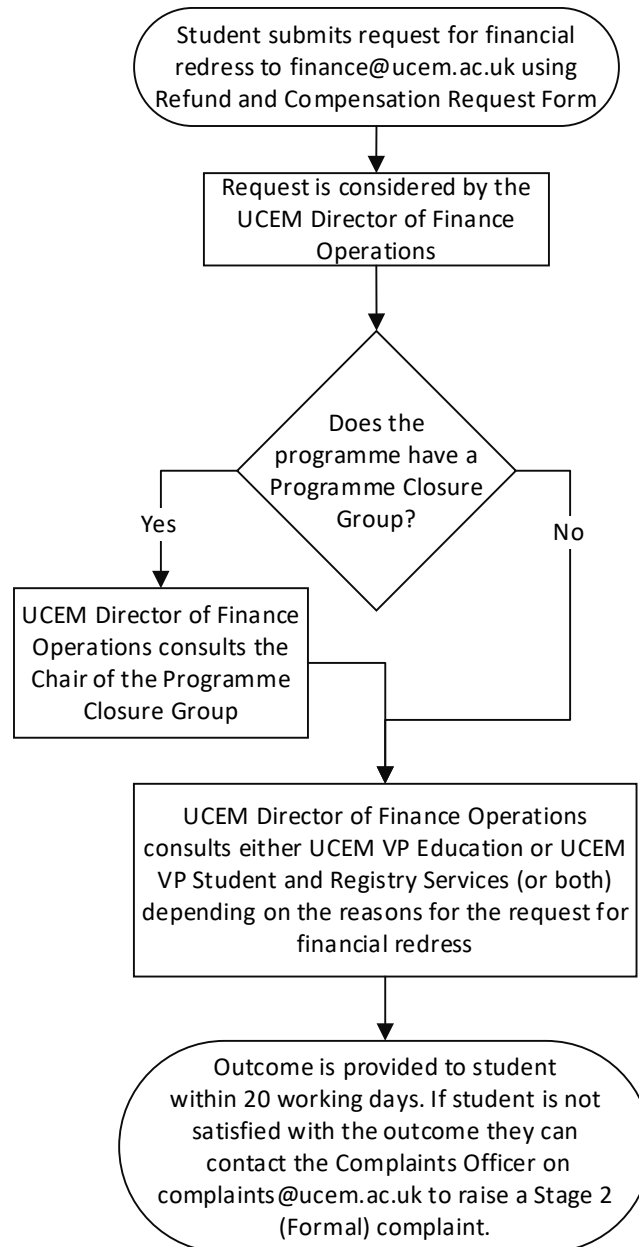 Student submits request for financial
redress to finance@ucem.ac.uk using
Refund and Compensation Request Form
Request is considered by the
UCEM Director of Finance
Operations
Does the
programme have a
Programme Closure
Group?
Yes
No
UCEM Director of Finance
Operations consults the
Chair of the Programme
Closure Group
UCEM Director of Finance Operations
consults either UCEM VP Education or UCEM
VP Student and Registry Services (or both)
depending on the reasons for the request for
financial redress
Outcome is provided to student
within 20 working days. If student is not
satisfied with the outcome they can
contact the Complaints Officer on
complaints@ucem.ac.uk to raise a Stage 2
(Formal) complaint.